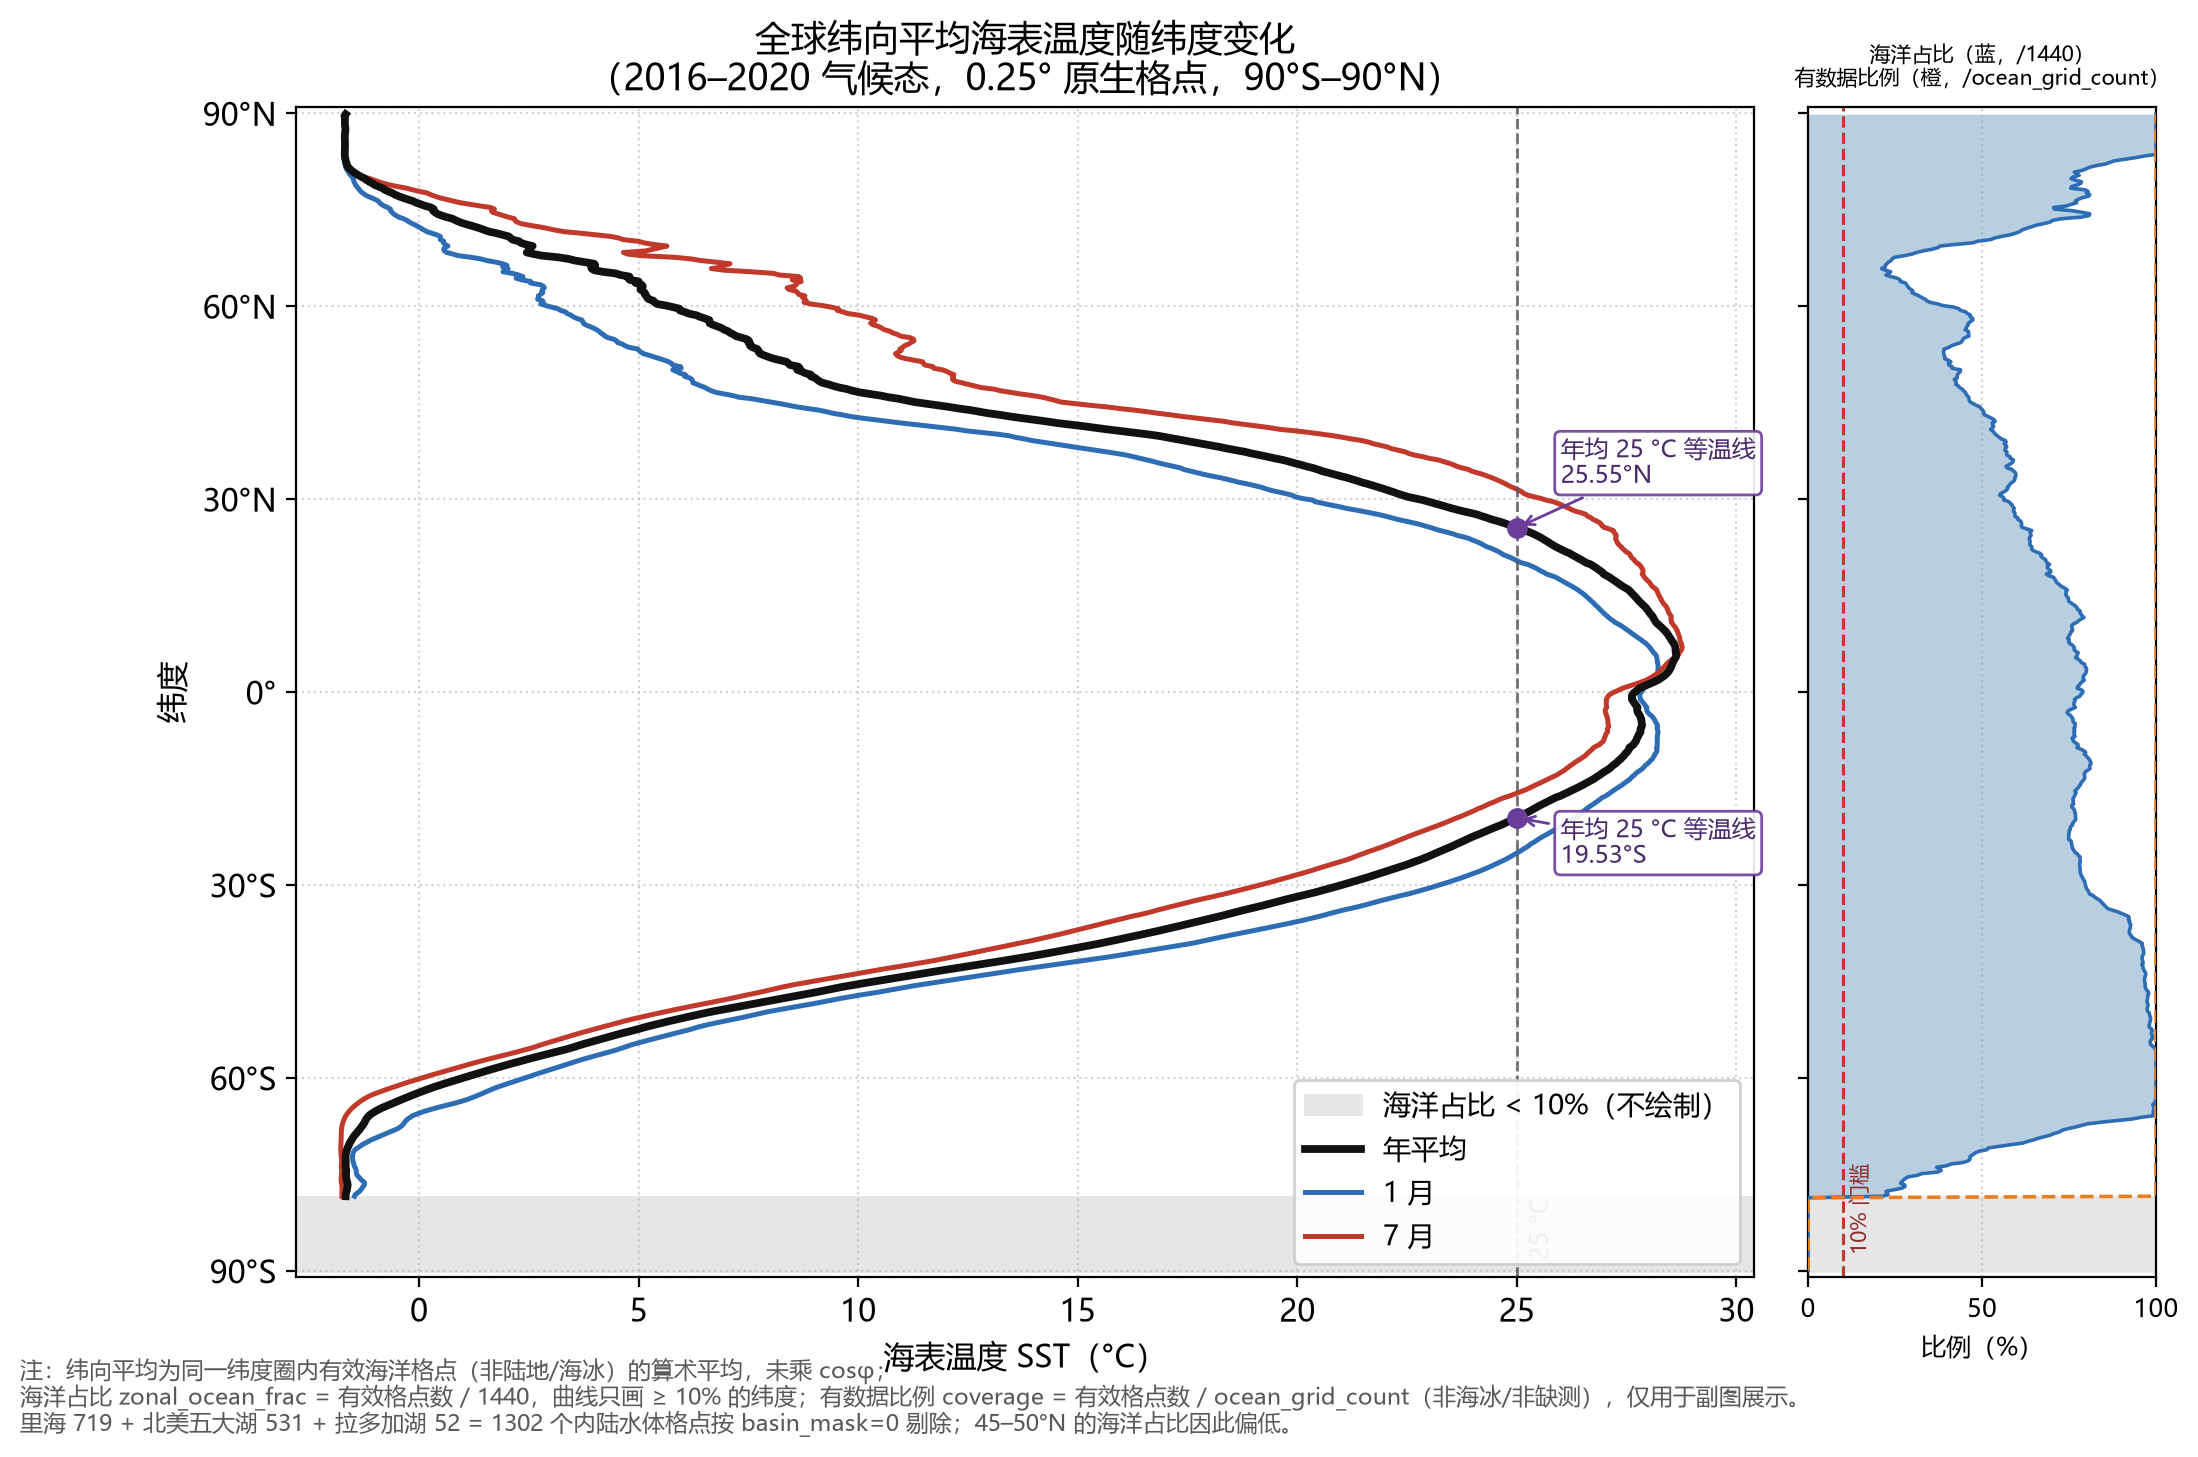 全球纬向平均海表温度随纬度变化
（2016–2020 气候态，0.25° 原生格点，90°S–90°N）
海洋占比（蓝，/1440）
有数据比例（橙，/ocean_grid_count）
90°N
60°N
30°N
0°
30°S
60°S
90°S
纬度
年均 25 °C 等温线
25.55°N
年均 25 °C 等温线
19.53°S
海洋占比 < 10%（不绘制）
年平均
1 月
7 月
25 °C
10% 门槛
0
5
10
15
20
25
30
0
50
100
海表温度 SST（°C）
比例（%）
注：纬向平均为同一纬度圈内有效海洋格点（非陆地/海冰）的算术平均，未乘 cosφ；
海洋占比 zonal_ocean_frac = 有效格点数 / 1440，曲线只画 ≥ 10% 的纬度；有数据比例 coverage = 有效格点数 / ocean_grid_count（非海冰/非缺测），仅用于副图展示。
里海 719 + 北美五大湖 531 + 拉多加湖 52 = 1302 个内陆水体格点按 basin_mask=0 剔除；45–50°N 的海洋占比因此偏低。